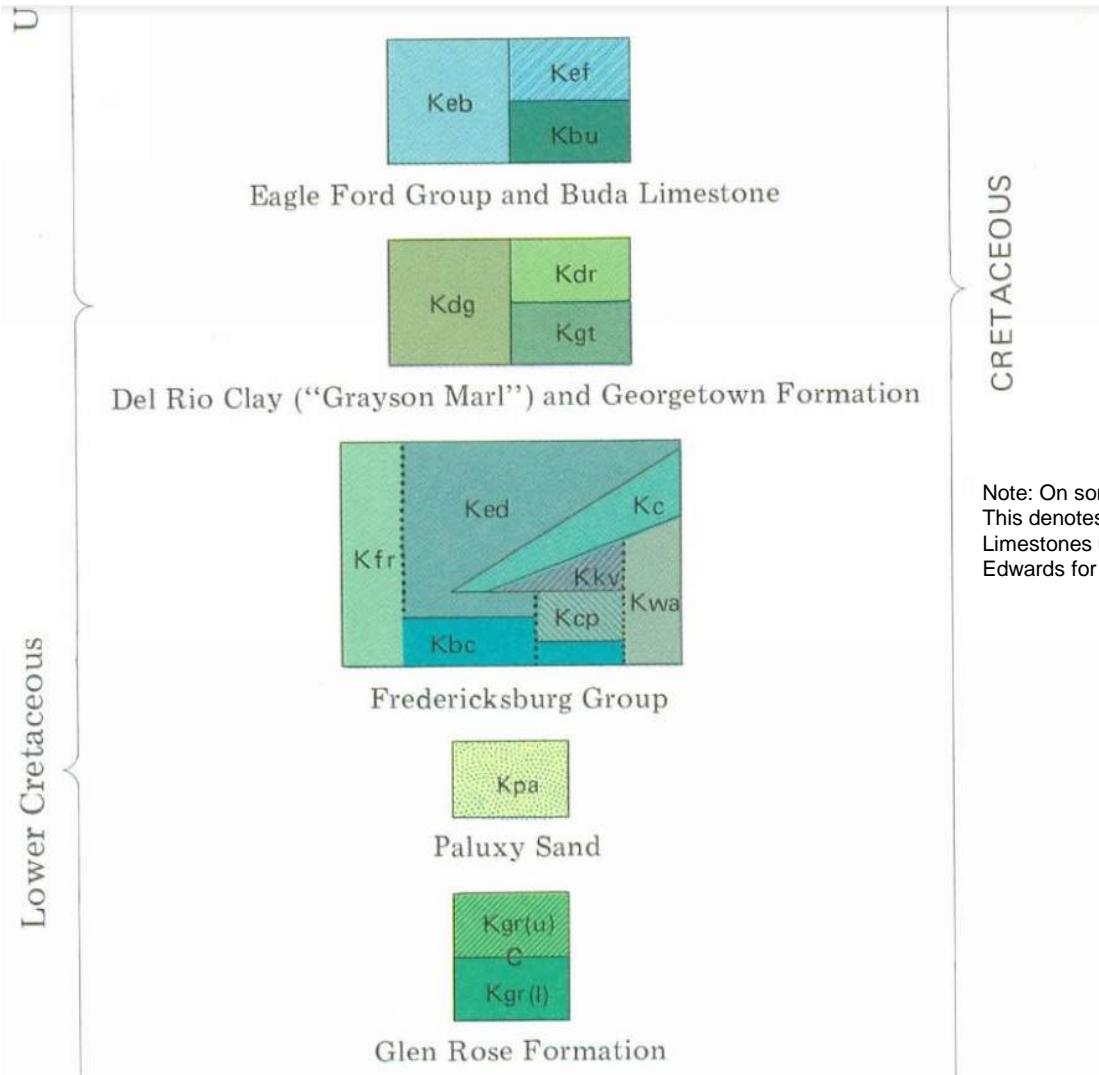 U
Keb
Kef
Kbu
Eagle Ford Group and Buda Limestone
Kdg
Kdr
Kgt
Del Rio Clay (“Grayson Marl”) and Georgetown Formation
CRETACEOUS
Kfr
Ked
Kc
Kkv
Kwa
Kcp
Kbc
Fredericksburg Group
Note: On
This denotes
Limestones
Edwards for
Lower Cretaceous
Kpa
Paluxy Sand
Kgr(u)
C
Kgr(l)
Glen Rose Formation